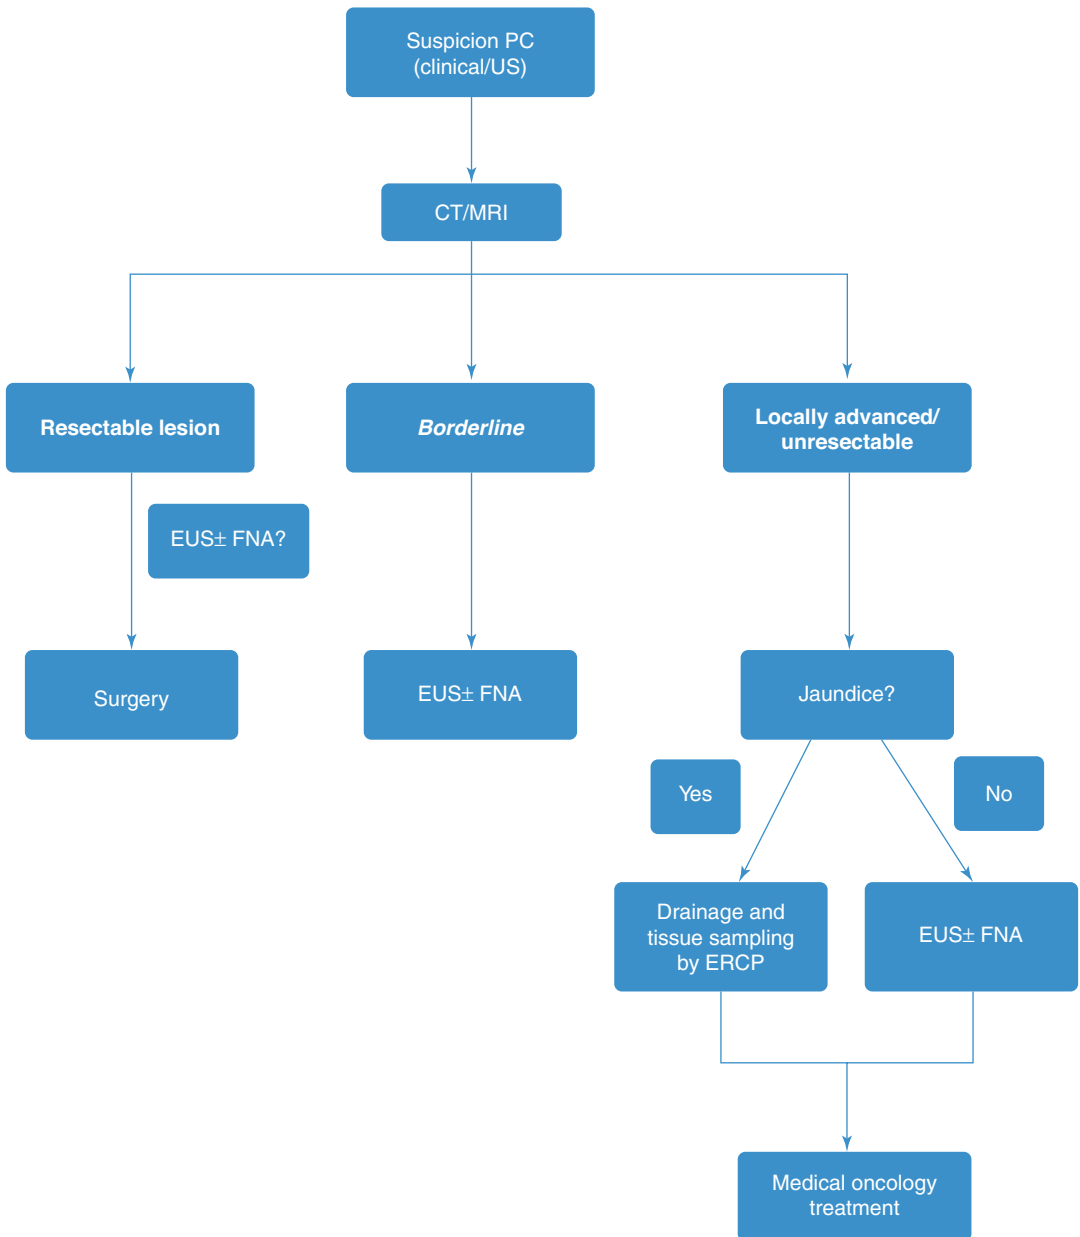 Suspicion PC
(clinical/US)
CT/MRI
Resectable lesion
Borderline
Locally advanced/
unresectable
EUS± FNA?
Surgery
EUS± FNA
Jaundice?
Yes
No
Drainage and
tissue sampling
by ERCP
EUS± FNA
Medical oncology
treatment